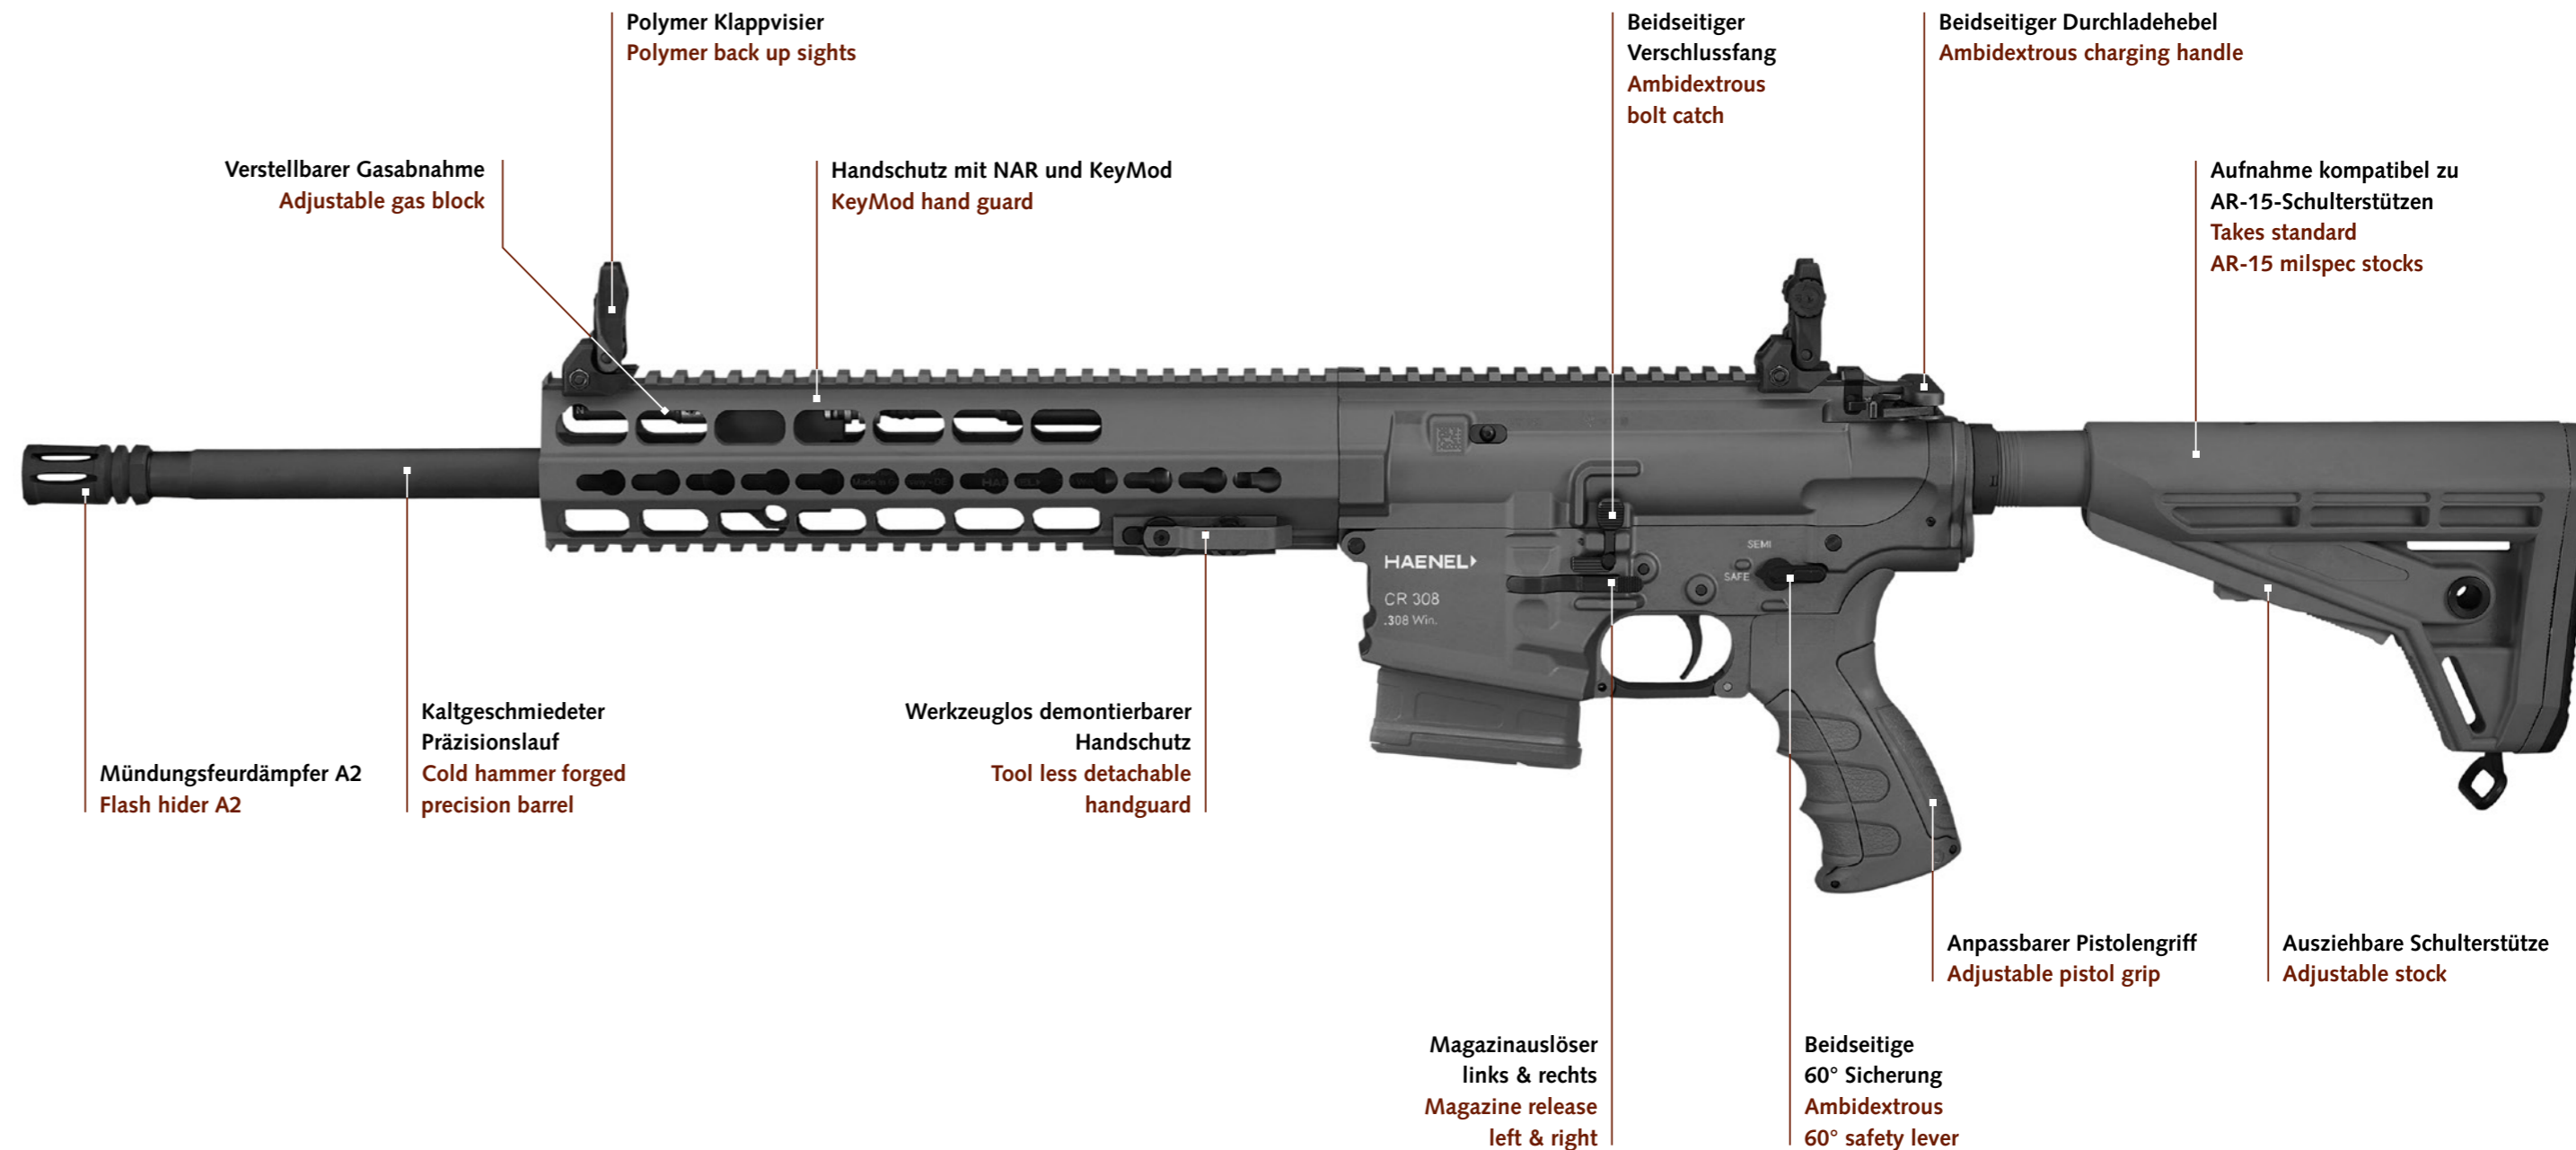 Polymer Klappvisier
Polymer back up sights
Beidseitiger
Verschlussfang
Ambidextrous
bolt catch
Beidseitiger Durchladehebel
Ambidextrous charging handle
Verstellbarer Gasabnahme
Adjustable gas block
Handschutz mit NAR und KeyMod
KeyMod hand guard
Aufnahme kompatibel zu
AR-15-Schulterstützen
Takes standard
AR-15 milspec stocks
HAENEL
CR 308
.308 Win.
SEMI
SAFE
Mündungsfeurdämpfer A2
Flash hider A2
Kaltgeschmiedeter
Präzisionslauf
Cold hammer forged
precision barrel
Werkzeuglos demontierbarer
Handschutz
Tool less detachable
handguard
Anpassbarer Pistolengriff
Adjustable pistol grip
Ausziehbare Schulterstütze
Adjustable stock
Magazinauslöser
links & rechts
Magazine release
left & right
Beidseitige
60° Sicherung
Ambidextrous
60° safety lever